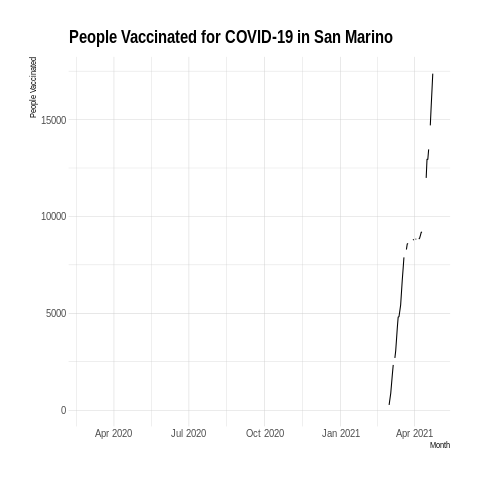 People Vaccinated for COVID-19 in San Marino
People Vaccinated
15000
10000
5000
0
Apr 2020 Jul 2020 Oct 2020 Jan 2021 Apr 2021
Month